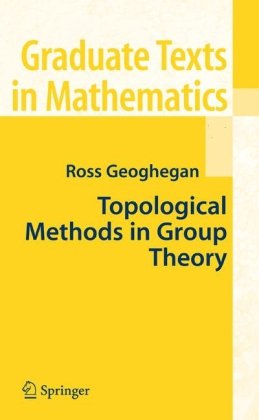 Graduate Texts
in Mathematics
Ross Geoghegan
Topological
Methods in Group
Theory
Springer